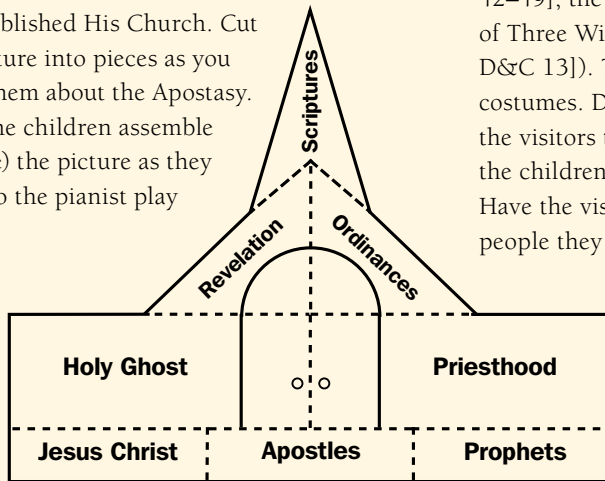 blished His Church. Cut
ture into pieces as you
hem about the Apostasy.
he children assemble
e) the picture as they
o the pianist play
of Three Wi
D&C 13]). T
costumes. D
the visitors t
the children
Have the vis
people they
Scriptures
Revelation
Ordinances
Holy Ghost
Priesthood
Jesus Christ
Apostles
Prophets